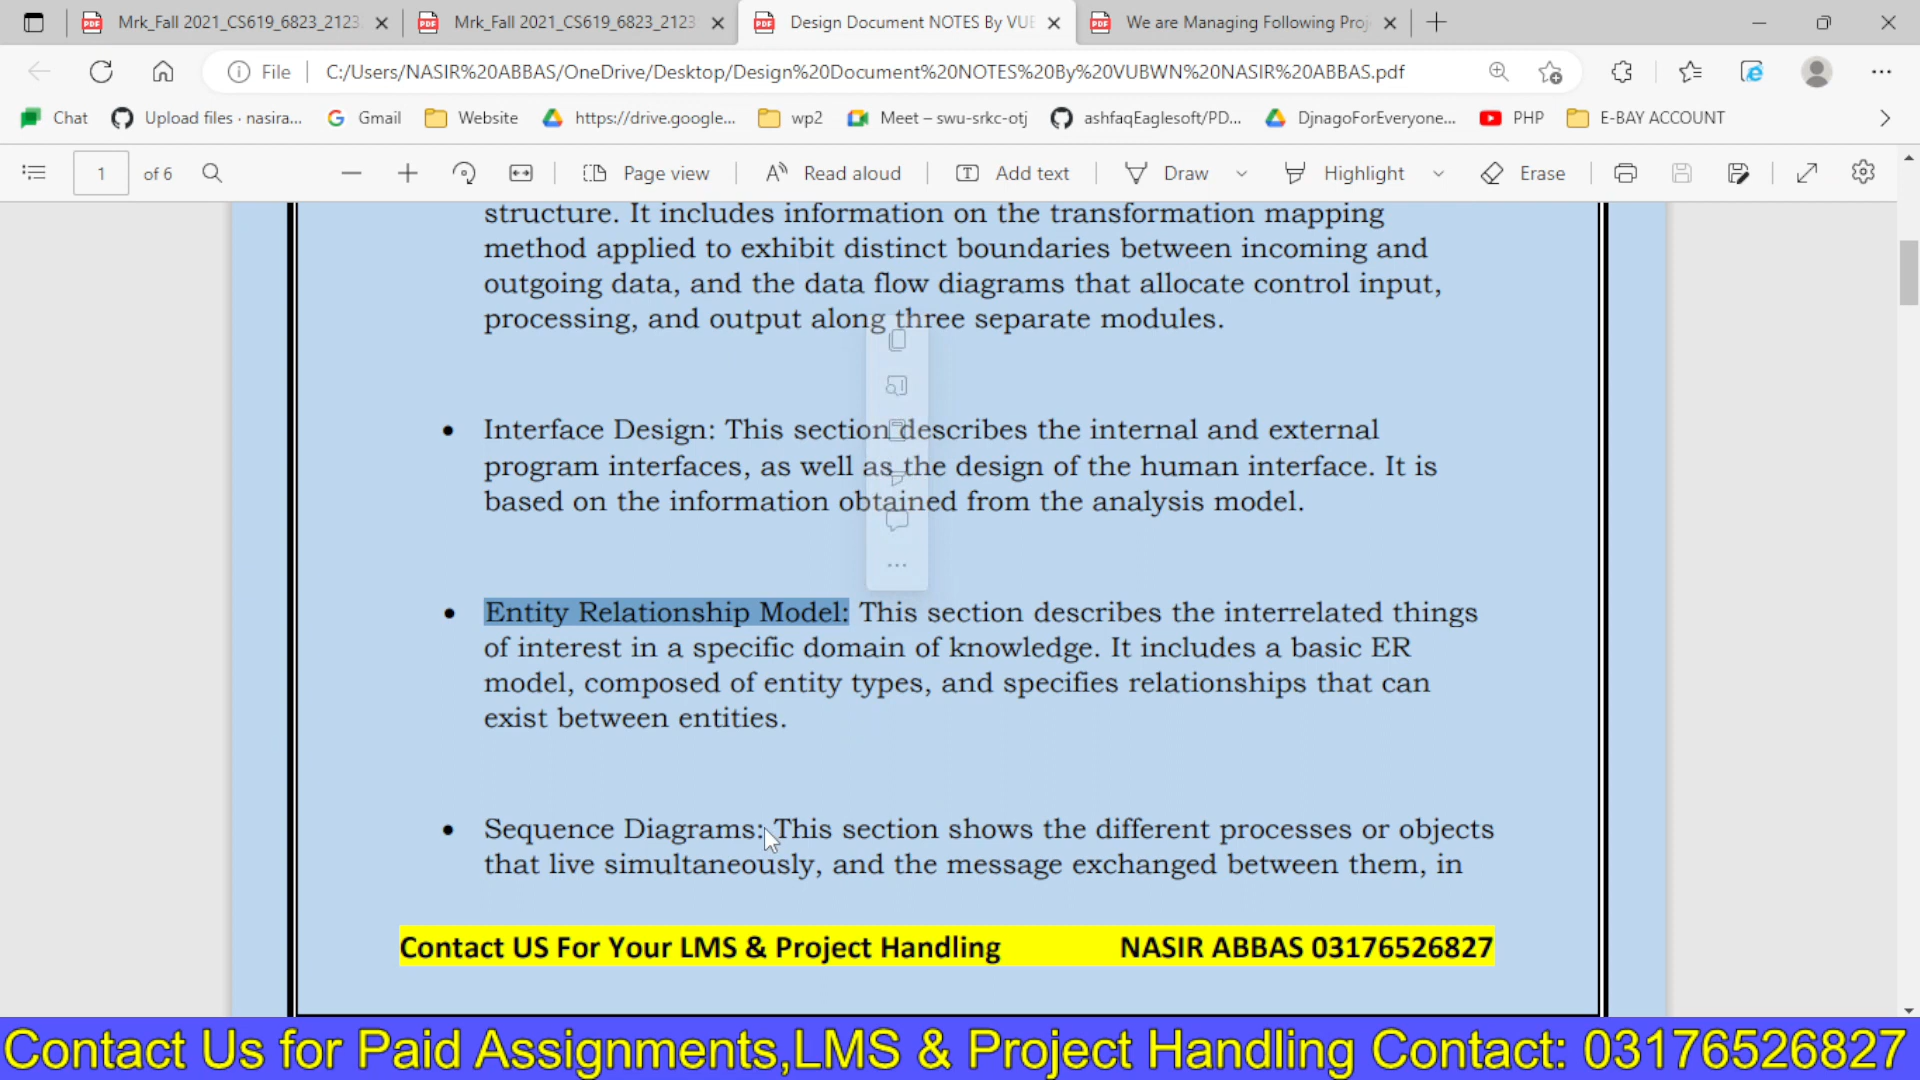 Mrk_Fall 2021_CS619_6823_2123
Mrk_Fall 2021_CS619_6823_2123
Design Document NOTES By VUB
We are Managing Following Proj
File
C:/Users/NASIR%20ABBAS/OneDrive/Desktop/Design%20Document%20NOTES%20By%20VUBWN%20NASIR%20ABBAS.pdf
Chat
Upload files · nasira...
Gmail
Website
https://drive.google...
wp2
Meet – swu-srkc-otj
ashfaqEaglesoft/PD...
DjnagoForEveryone...
PHP
E-BAY ACCOUNT
1 of 6
Page view
Read aloud
Add text
Draw
Highlight
Erase
structure. It includes information on the transformation mapping
method applied to exhibit distinct boundaries between incoming and
outgoing data, and the data flow diagrams that allocate control input,
processing, and output along three separate modules.
• Interface Design: This section describes the internal and external
program interfaces, as well as the design of the human interface. It is
based on the information obtained from the analysis model.
• Entity Relationship Model: This section describes the interrelated things
of interest in a specific domain of knowledge. It includes a basic ER
model, composed of entity types, and specifies relationships that can
exist between entities.
• Sequence Diagrams: This section shows the different processes or objects
that live simultaneously, and the message exchanged between them, in
Contact US For Your LMS & Project Handling NASIR ABBAS 03176526827
Contact Us for Paid Assignments,LMS & Project Handling Contact: 03176526827